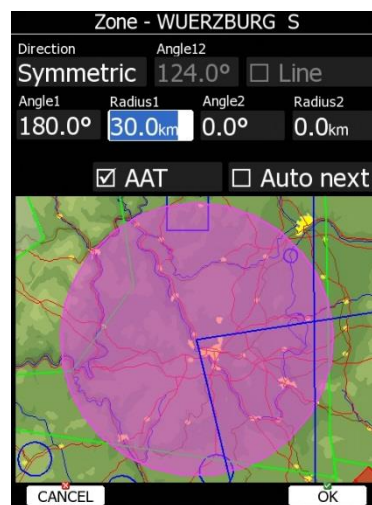 Zone - WUERZBURG S
Direction Angle12
Symmetric 124.0° Line
Angle1 Radius1 Angle2 Radius2
180.0° 30.0km 0.0° 0.0km
AAT Auto next
CANCEL OK